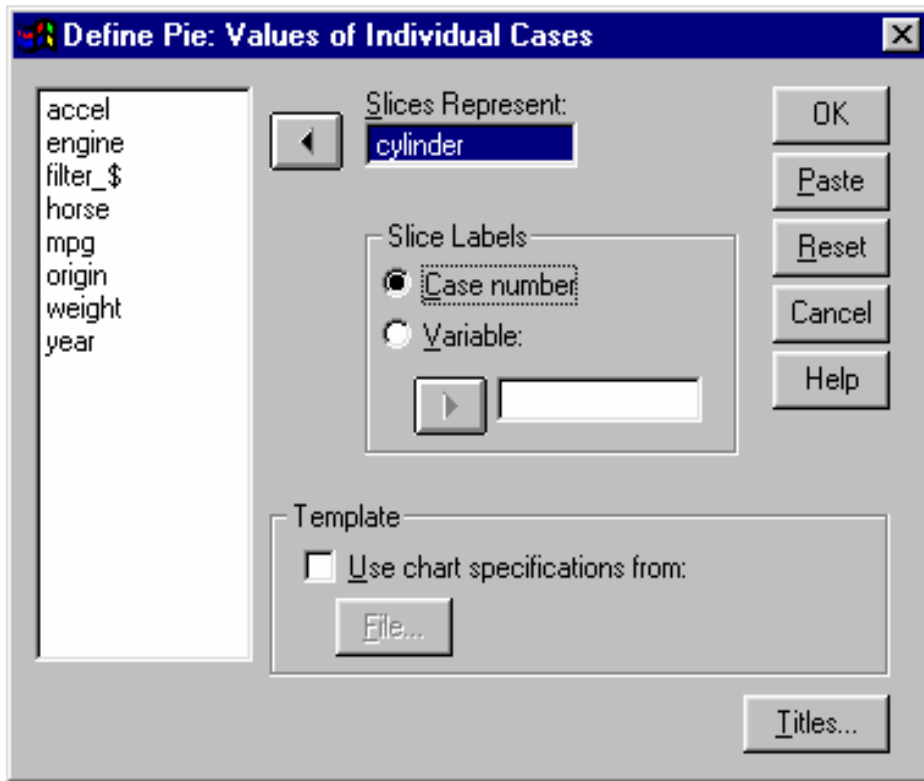 Define Pie: Values of Individual Cases
accel
engine
filter_$
horse
mpg
origin
weight
year
Slices Represent:
cylinder
Slice Labels
Case number
Variable:
Template
Use chart specifications from:
File...
OK
Paste
Reset
Cancel
Help
Titles...